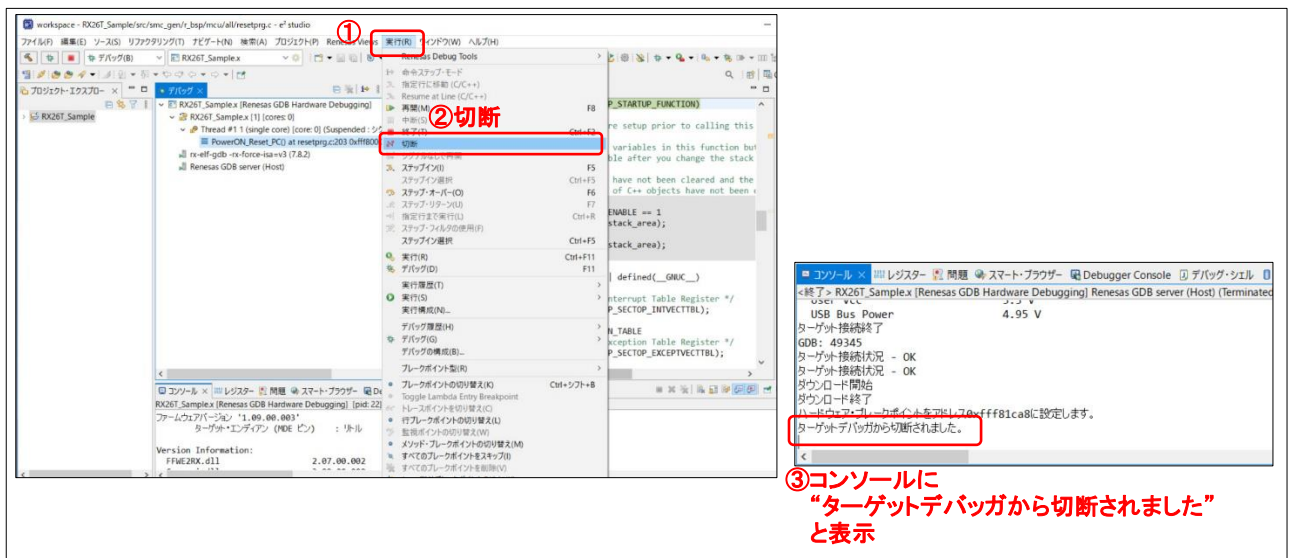 workspace - RX26T_Sample/src/smc_gen/r_bsp/mcu/all/resetprg.c - e² studio
①
ファイル(F) 編集(E) ソース(S) リファクタリング(T) ナビゲート(N) 検索(A) プロジェクト(P) Renesas Views 実行(R) ウィンドウ(W) ヘルプ(H)
デバッグ(B) RX26T_Sample.x
Renesas Debug Tools
プロジェクト・エクスプロー
RX26T_Sample
デバッグ
RX26T_Sample.x [Renesas GDB Hardware Debugging]
RX26T_Sample.x [1] [cores: 0]
Thread #1 1 (single core) [core: 0] (Suspended :
PowerON_Reset_PC() at resetprg.c:203 0xfff800
rx-elf-gdb -rx-force-isa=v3 (7.8.2)
Renesas GDB server (Host)
命令ステップ・モード
指定行に移動 (C/C++)
Resume at Line (C/C++)
再開(M) F8
中断(S)
②切断
終了(T) Ctrl+F2
切断
ステップイン(I) F5
ステップイン選択 Ctrl+F5
ステップ・オーバー(O) F6
ステップ・リターン(U) F7
指定行まで実行(L) Ctrl+R
ステップ・フィルタの使用(F)
ステップイン選択 Ctrl+F5
実行(R) Ctrl+F11
デバッグ(D) F11
実行履歴(T)
実行(S)
実行構成(N)...
デバッグ履歴(H)
デバッグ(G)
デバッグの構成(B)...
ブレークポイント型(R)
ブレークポイントの切り替え(K) Ctrl+シフト+B
Toggle Lambda Entry Breakpoint
トレースポイントを切り替え(C)
行ブレークポイントの切り替え(L)
監視ポイントの切り替え(W)
メソッド・ブレークポイントの切り替え(M)
すべてのブレークポイントをスキップ(I)
すべてのブレークポイントを削除(V)
P_STARTUP_FUNCTION)
re setup prior to calling this
variables in this function but
ble after you change the stack
have not been cleared and the
of C++ objects have not been
ENABLE == 1
stack_area);
stack_area);
| defined(__GNUC__)
nterrupt Table Register */
P_SECTOP_INTVECTTBL);
N_TABLE
xception Table Register */
P_SECTOP_EXCEPTVECTTBL);
コンソール レジスター 問題 スマート・ブラウザー De
RX26T_Sample.x [Renesas GDB Hardware Debugging] [pid: 22]
ファームウェアバージョン '1.09.00.003'
ターゲット・エンディアン (MDE ピン) : リトル
Version Information:
FFWE2RX.dll 2.07.00.002
コンソール レジスター 問題 スマート・ブラウザー Debugger Console デバッグ・シェル
<終了> RX26T_Sample.x [Renesas GDB Hardware Debugging] Renesas GDB server (Host) (Terminated
User Vcc 3.3 V
USB Bus Power 4.95 V
ターゲット接続終了
GDB: 49345
ターゲット接続状況 - OK
ターゲット接続状況 - OK
ダウンロード開始
ダウンロード終了
ハードウェア・ブレークポイントをアドレス0xfff81ca8に設定します。
ターゲットデバッガから切断されました。
③コンソールに
“ターゲットデバッガから切断されました”
と表示